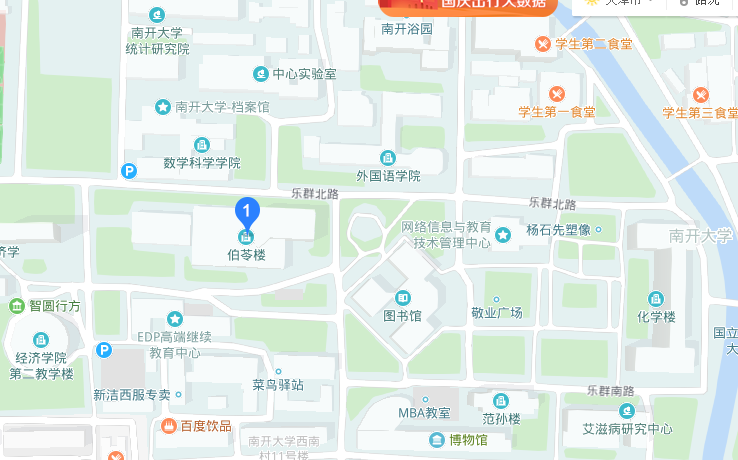 国庆出行大数据
天津市
路况
南开大学
统计研究院
南开浴园
学生第二食堂
中心实验室
南开大学-档案馆
学生第一食堂
学生第三食堂
数学科学学院
P
外国语学院
乐群北路
乐群北路
1
网络信息与教育
技术管理中心
杨石先塑像
南开大学
伯苓楼
济学
智圆行方
图书馆
敬业广场
化学楼
EDP高端继续
教育中心
国立
大
经济学院
第二教学楼
P
菜鸟驿站
新洁西服专卖
乐群南路
MBA教室
范孙楼
百度饮品
艾滋病研究中心
南开大学西南
村11号楼
博物馆